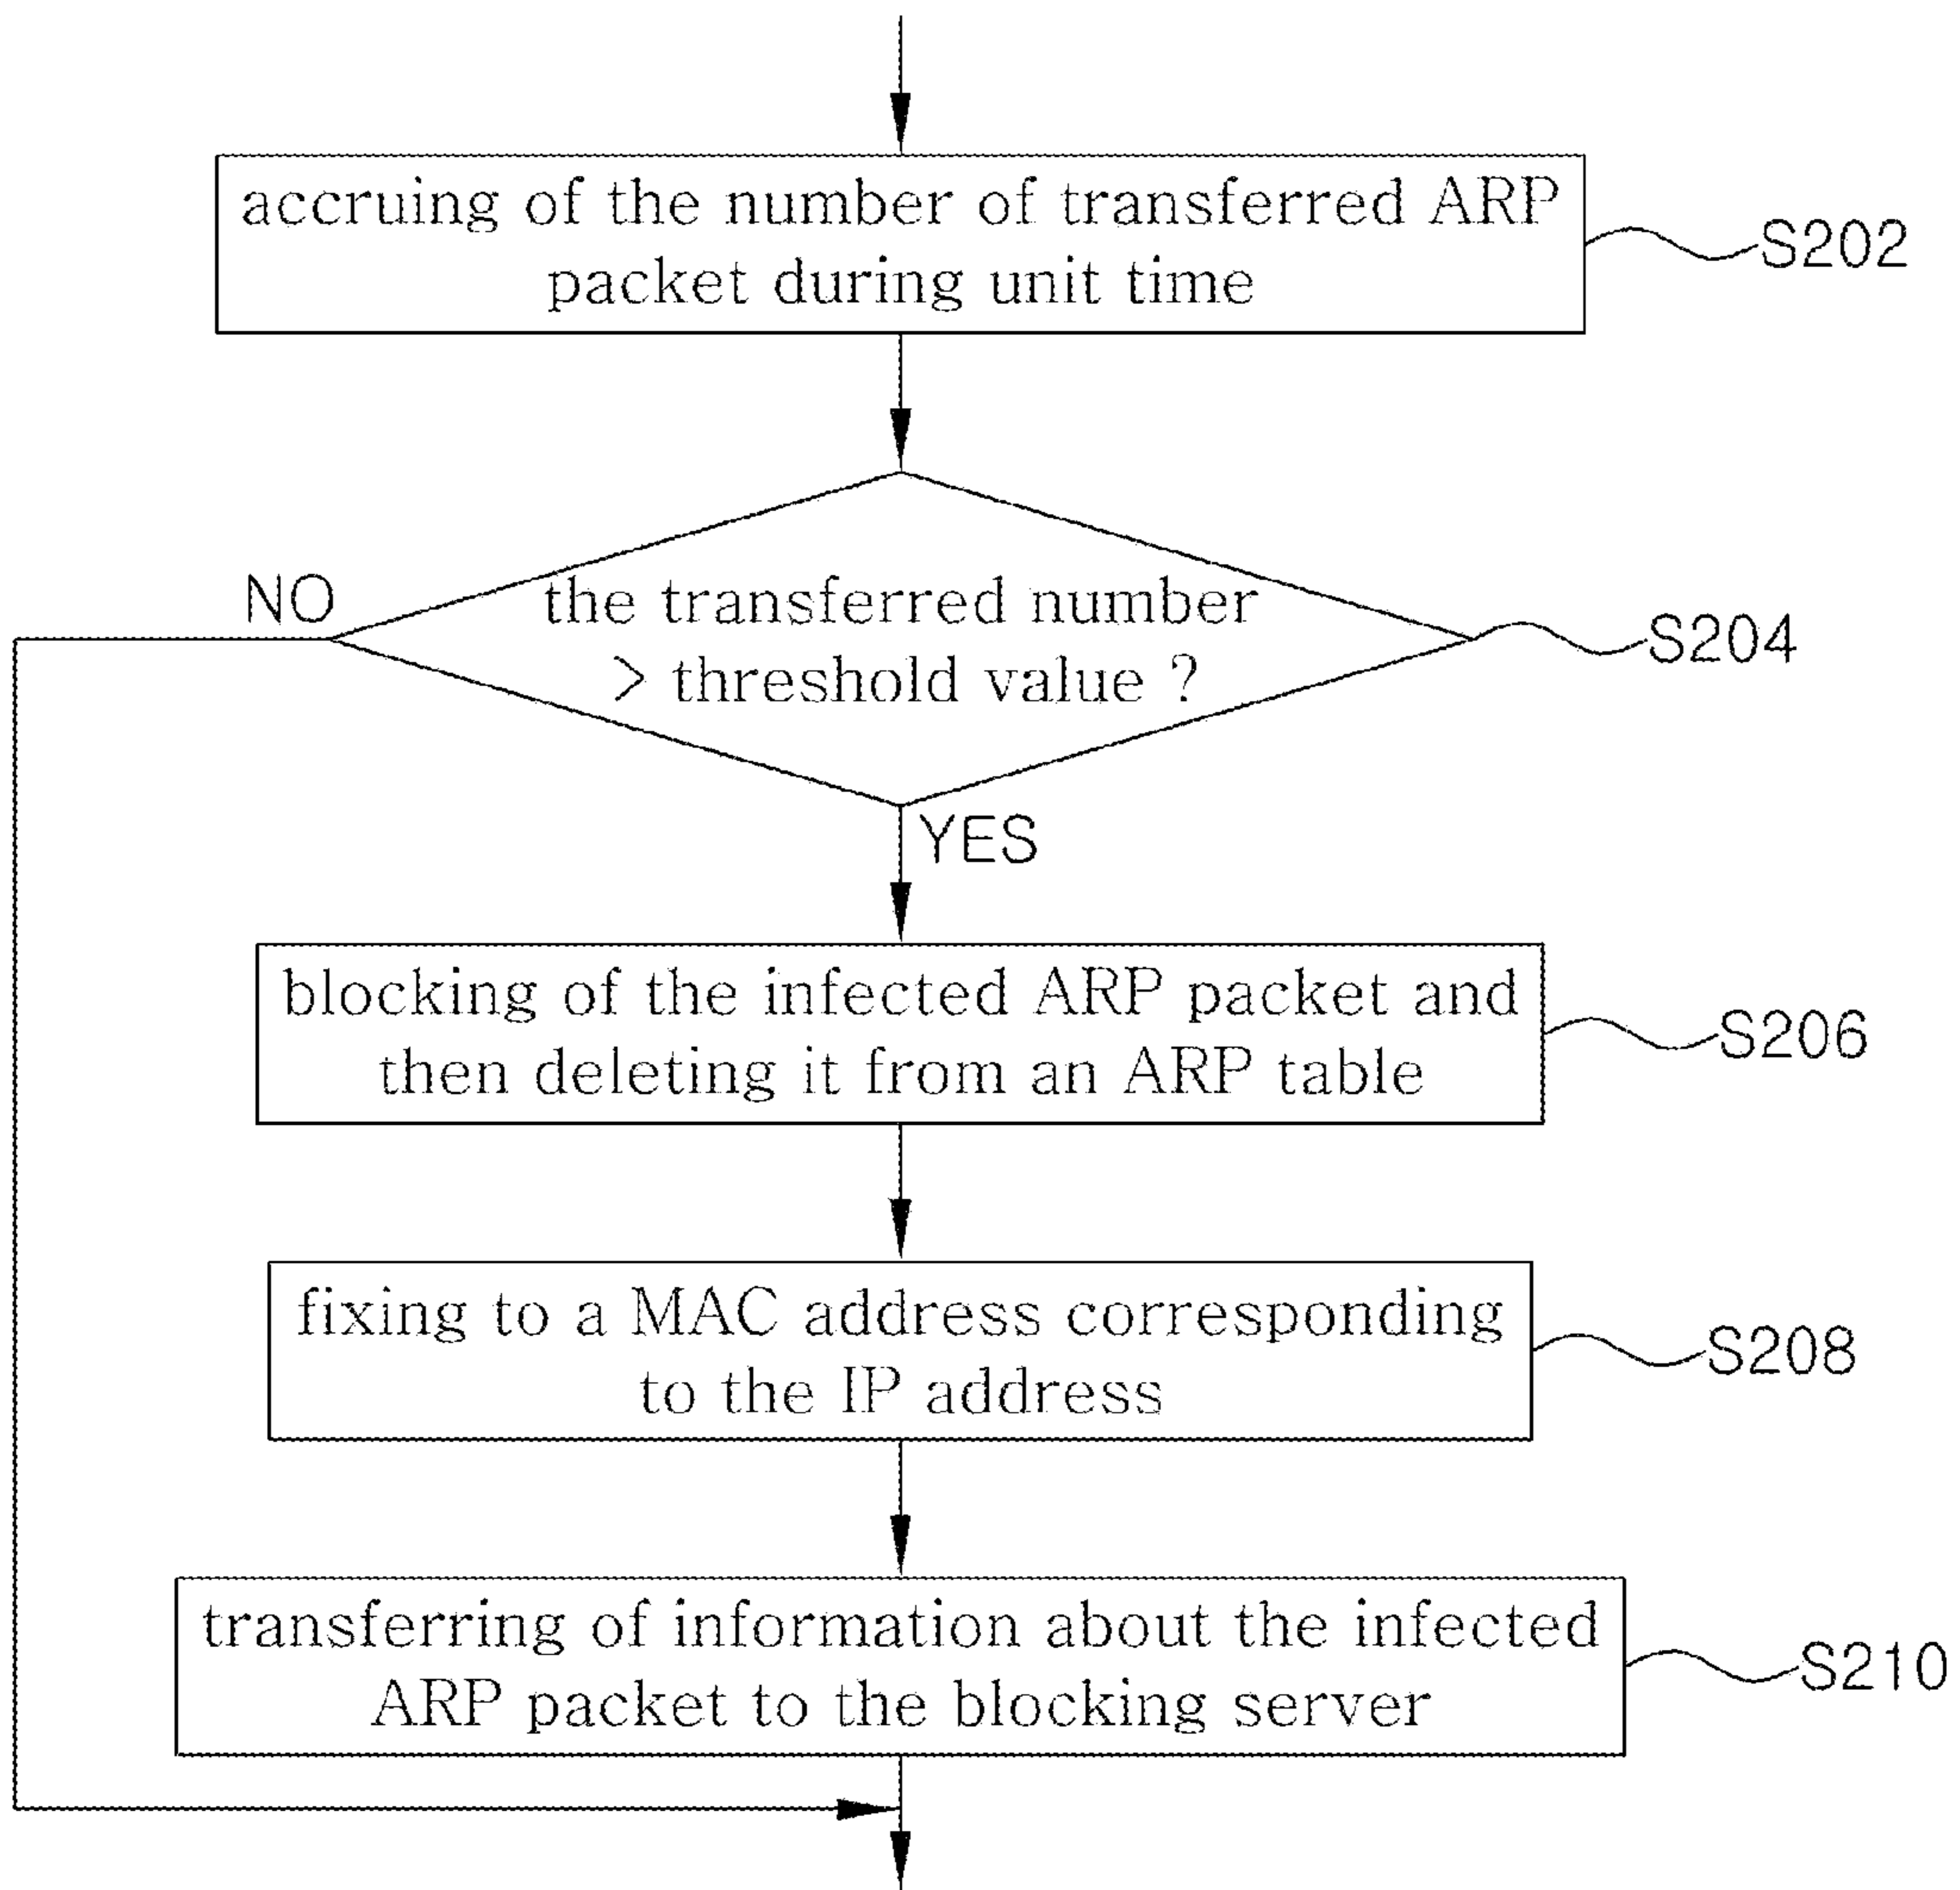 accruing of the number of transferred ARP
packet during unit time
S202
NO
the transferred number
> threshold value ?
S204
YES
blocking of the infected ARP packet and
then deleting it from an ARP table
S206
fixing to a MAC address corresponding
to the IP address
S208
transferring of information about the infected
ARP packet to the blocking server
S210